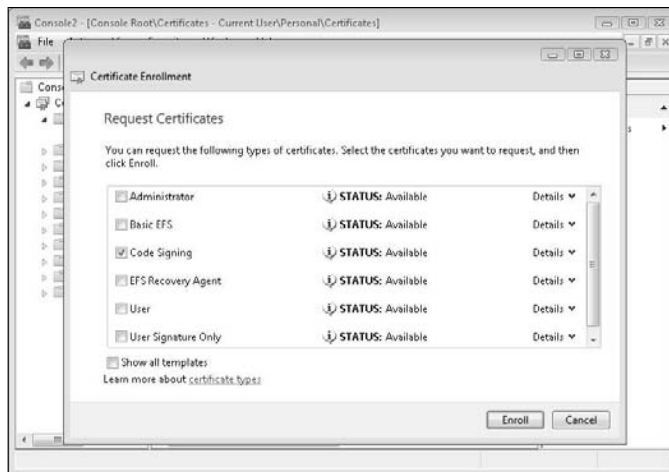 Console2 - [Console Root\Certificates - Current User\Personal\Certificates]
File
Certificate Enrollment
Request Certificates
You can request the following types of certificates. Select the certificates you want to request, and then
click Enroll.
Administrator STATUS: Available Details
Basic EFS STATUS: Available Details
Code Signing STATUS: Available Details
EFS Recovery Agent STATUS: Available Details
User STATUS: Available Details
User Signature Only STATUS: Available Details
Show all templates
Learn more about certificate types
Enroll Cancel